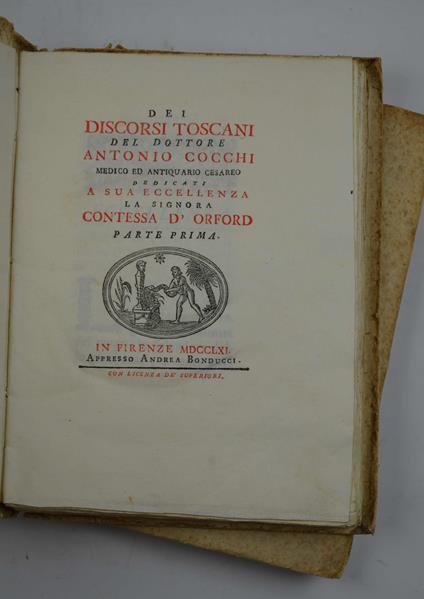 DEI
DISCORSI TOSCANI
DEL DOTTORE
ANTONIO COCCHI
MEDICO ED ANTIQUARIO CESAREO
DEDICATI
A SUA ECCELLENZA
LA SIGNORA
CONTESSA D' ORFORD
PARTE PRIMA.
IN FIRENZE MDCCLXI.
APPRESSO ANDREA BONDUCCI.
CON LICENZA DE' SUPERIORI.